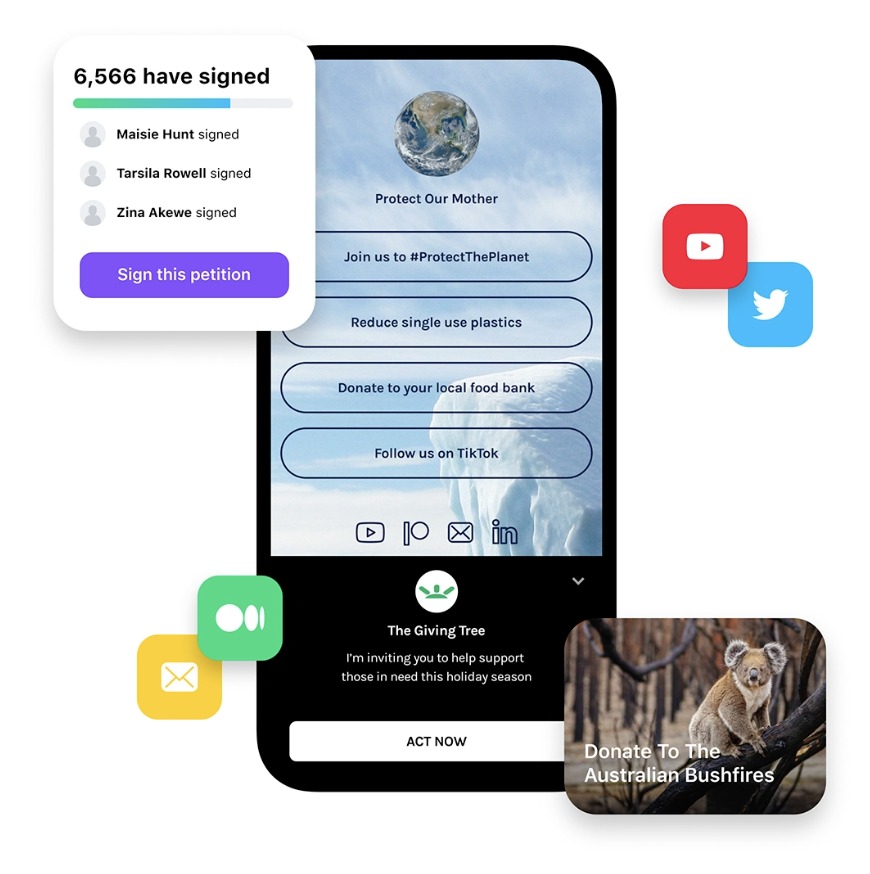 6,566 have signed
Maisie Hunt signed
Tarsila Rowell signed
Zina Akewe signed
Sign this petition
Protect Our Mother
Join us to #ProtectThePlanet
Reduce single use plastics
Donate to your local food bank
Follow us on TikTok
in
The Giving Tree
I'm inviting you to help support
those in need this holiday season
ACT NOW
Donate To The
Australian Bushfires